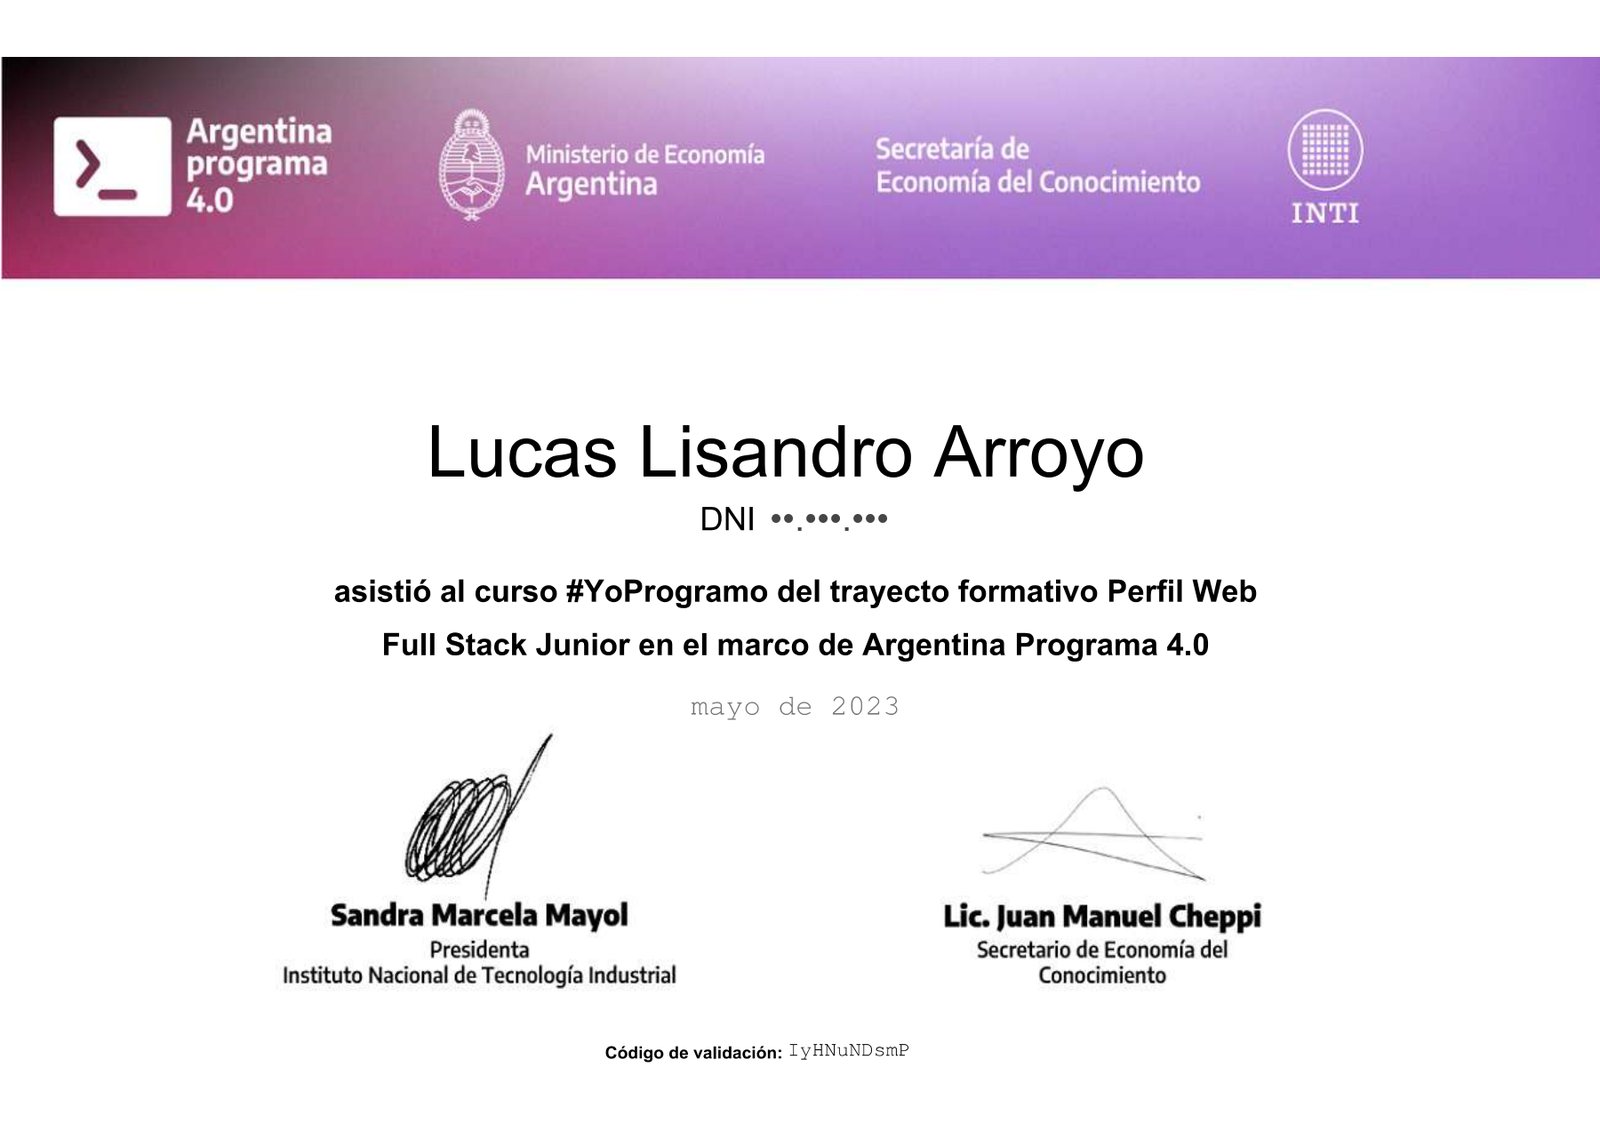 Argentina
programa
4.0
Ministerio de Economía
Argentina
Secretaría de
Economía del Conocimiento
INTI
Lucas Lisandro Arroyo
DNI ••.•••.•••
asistió al curso #YoProgramo del trayecto formativo Perfil Web
Full Stack Junior en el marco de Argentina Programa 4.0
mayo de 2023
Sandra Marcela Mayol
Presidenta
Instituto Nacional de Tecnología Industrial
Lic. Juan Manuel Cheppi
Secretario de Economía del
Conocimiento
Código de validación: IyHNuNDsmP